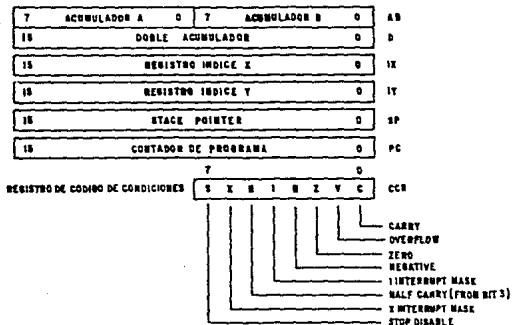 7 ACUMULADOR A 0 7 ACUMULADOR B 0 AB
15 DOBLE ACUMULADOR 0 D
15 REGISTRO INDICE X 0 IX
15 REGISTRO INDICE Y 0 IY
15 STACK POINTER 0 SP
15 CONTADOR DE PROGRAMA 0 PC
7 0
REGISTRO DE CODIGO DE CONDICIONES S X H I N Z V C CCR
CARRY
OVERFLOW
ZERO
NEGATIVE
I INTERRUPT MASK
HALF CARRY (FROM BIT 3)
X INTERRUPT MASK
STOP DISABLE